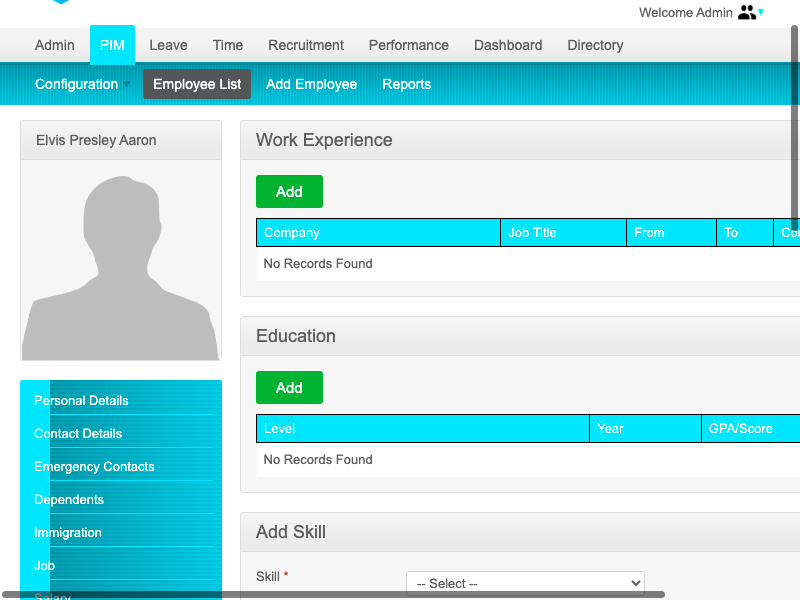 Welcome Admin
Admin PIM Leave Time Recruitment Performance Dashboard Directory
Configuration Employee List Add Employee Reports
Elvis Presley Aaron
Work Experience
Add
Company Job Title From To
No Records Found
Education
Add
Level Year GPA/Score
No Records Found
Add Skill
Skill *
-- Select --
Personal Details
Contact Details
Emergency Contacts
Dependents
Immigration
Job
Salary